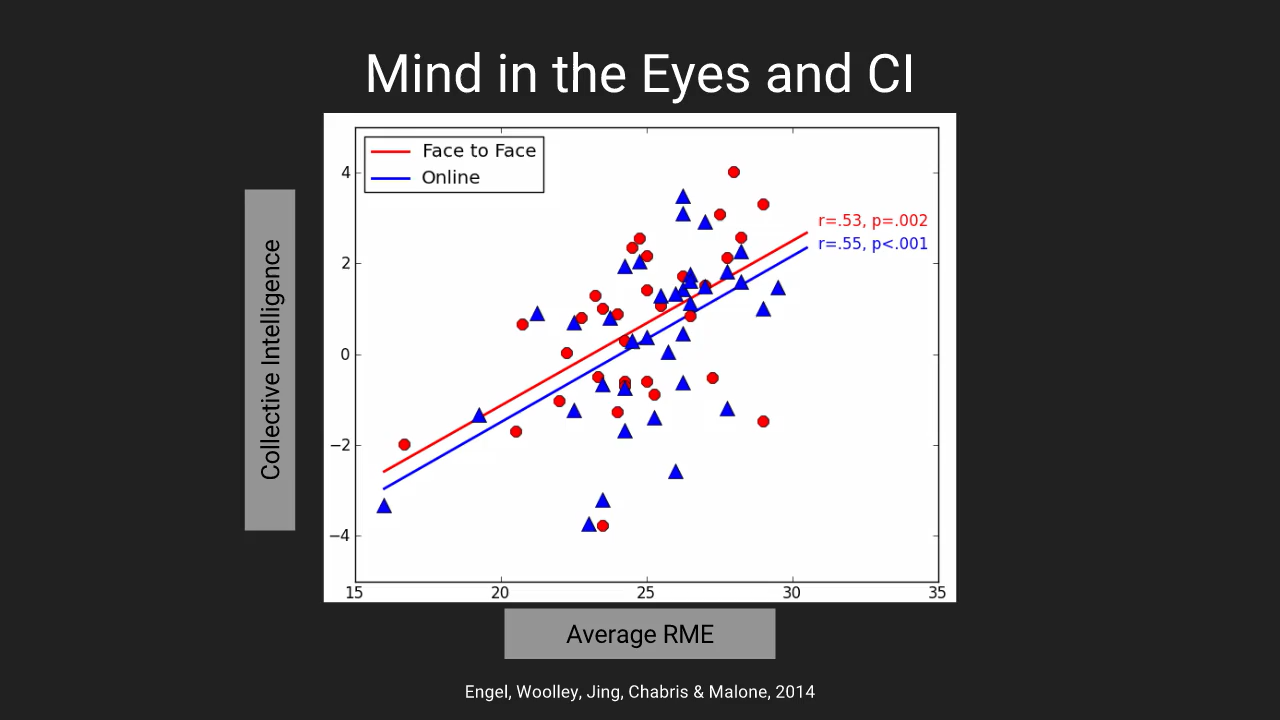 Mind in the Eyes and CI
Face to Face
Online
r=.53, p=.002
r=.55, p<.001
4
2
0
−2
−4
Collective Intelligence
15 20 25 30 35
Average RME
Engel, Woolley, Jing, Chabris & Malone, 2014